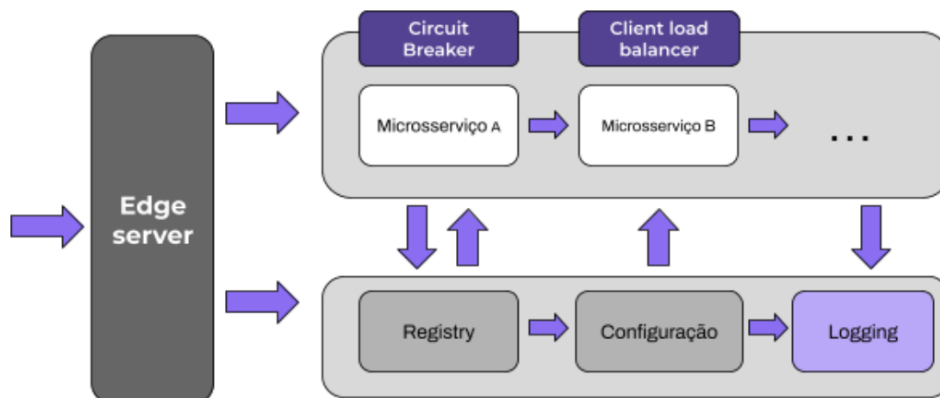 Circuit
Breaker
Client load
balancer
Microsserviço A
Microsserviço B
...
Edge
server
Registry
Configuração
Logging